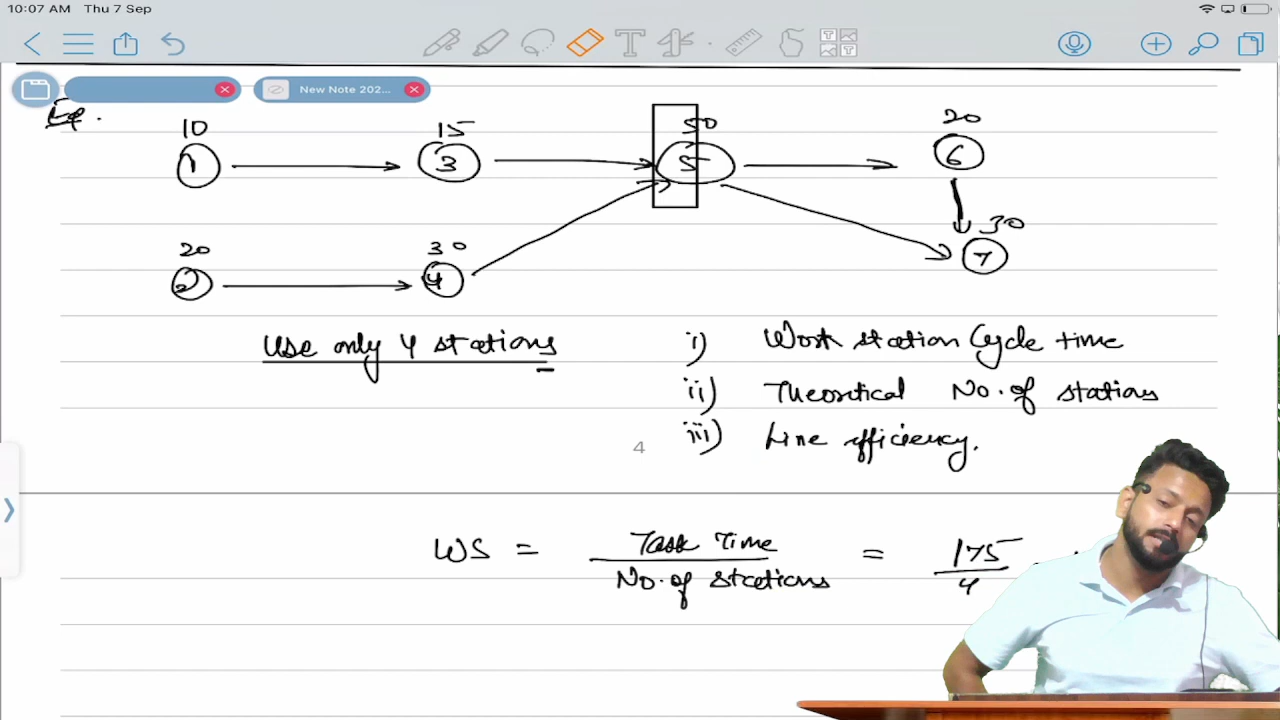 10:07 AM Thu 7 Sep
New Note 202...
Eg.
10 15 50 20
1 3 5 6
20 30 30
2 4 7
Use only 4 stations
i) Work station Cycle time
ii) Theoritical No. of stations
iii) Line efficiency.
4
WS = Task Time / No. of stations = 175 / 4